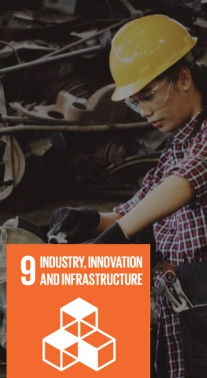 9 INDUSTRY, INNOVATION
AND INFRASTRUCTURE